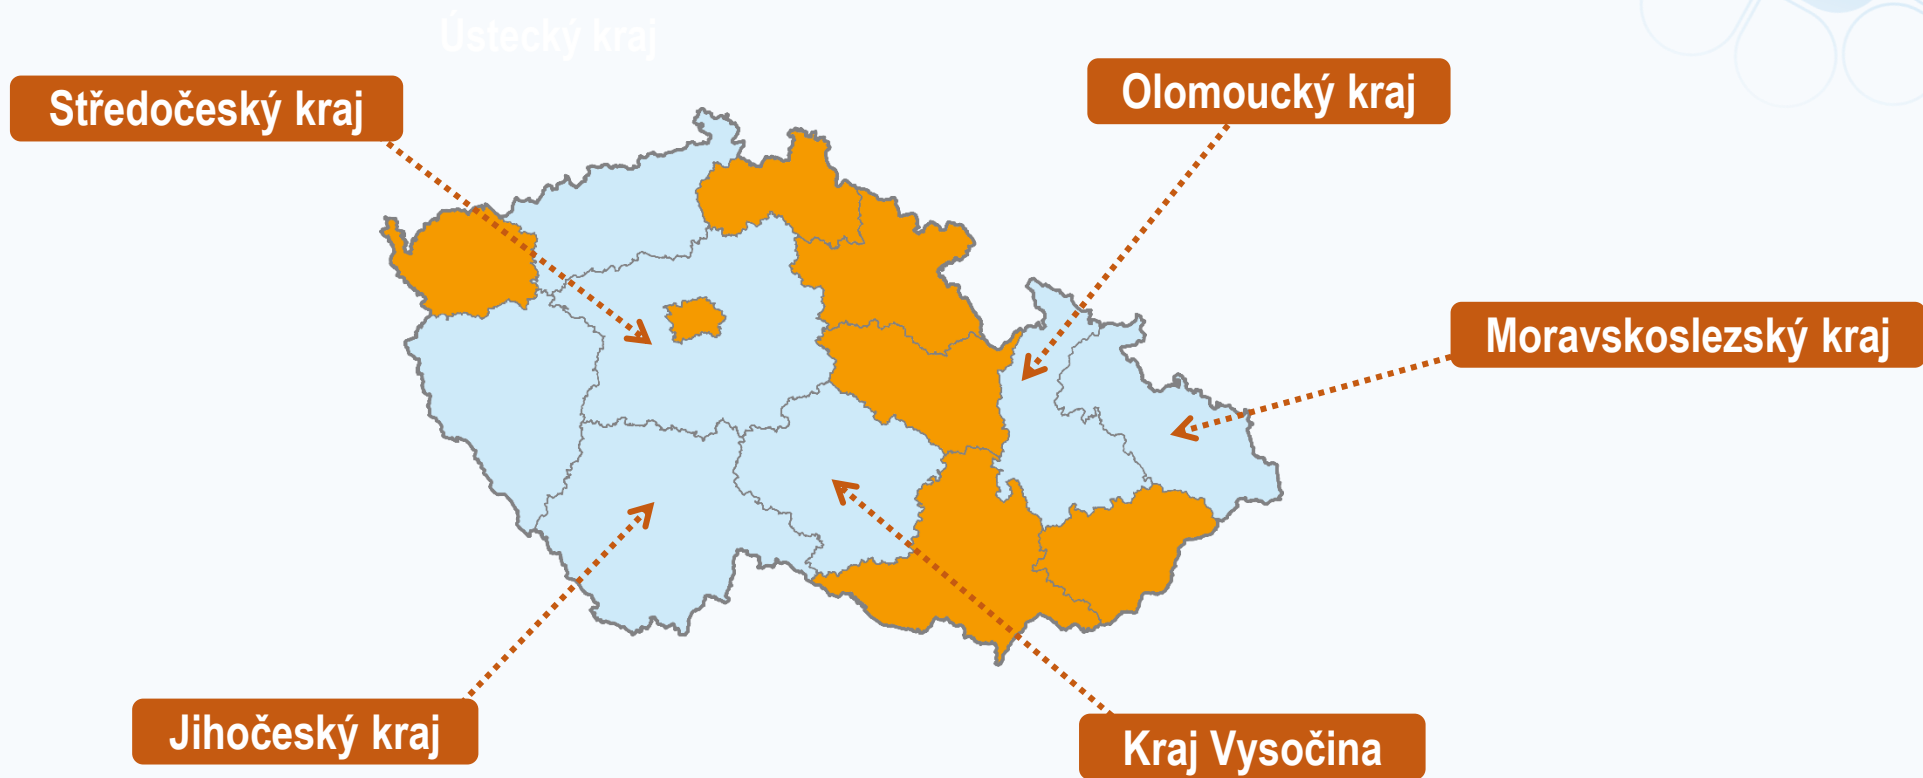 Ústecký kraj
Středočeský kraj
Olomoucký kraj
Moravskoslezský kraj
Jihočeský kraj
Kraj Vysočina